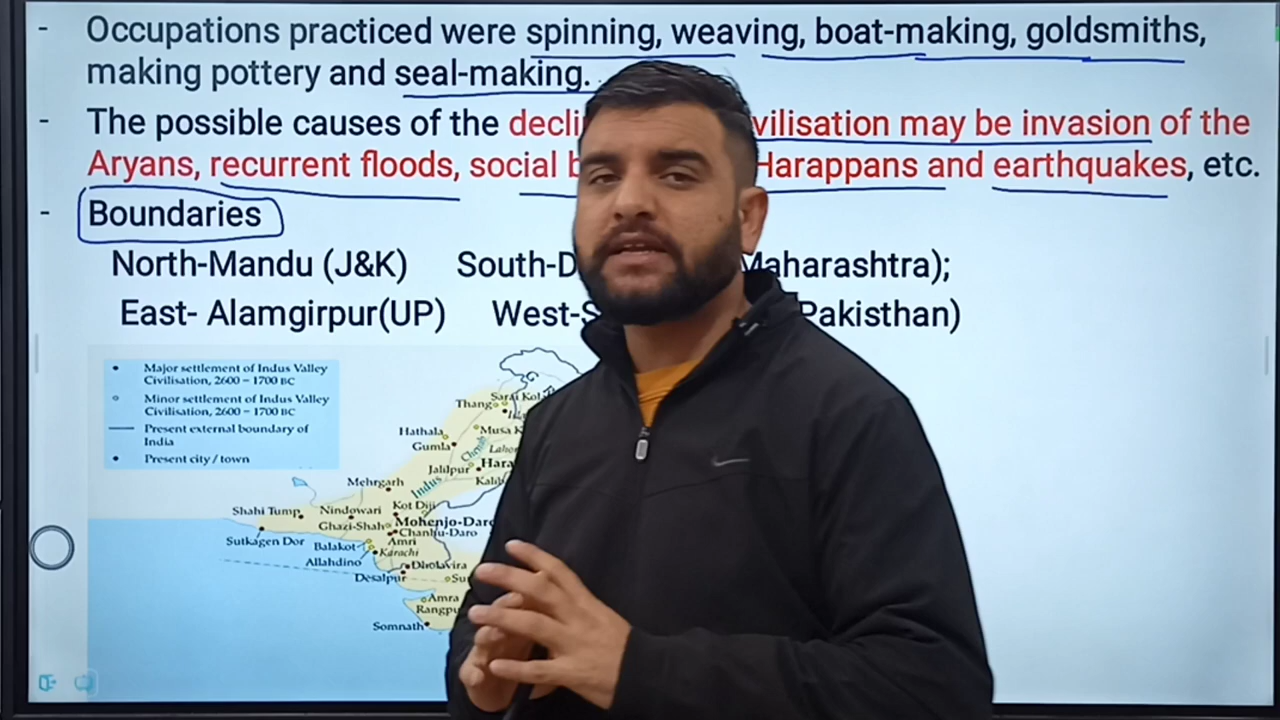 - Occupations practiced were spinning, weaving, boat-making, goldsmiths,
making pottery and seal-making.
- The possible causes of the vilisation may be invasion of the
Aryans, recurrent floods, social Harappans and earthquakes, etc.
- Boundaries
North-Mandu (J&K) South-D aharashtra);
East- Alamgirpur(UP) West-S Pakisthan)
Major settlement of Indus Valley
Civilisation, 2600 – 1700 BC
Minor settlement of Indus Valley
Civilisation, 2600 – 1700 BC
Present external boundary of
India
Present city / town
Sarai Kol
Thang
Hathala
Musa K
Gumla
Lahor
Jalilpur
Hara
Kalib
Mehrgarh
Indus
Kot Diji
Shahi Tump
Nindowari
Ghazi-Shah
Mohenjo-Daro
Chanhu-Daro
Sutkagen Dor
Amri
Balakot
Karachi
Allahdino
Dholavira
Desalpur
Su
Amra
Rangpu
Somnath